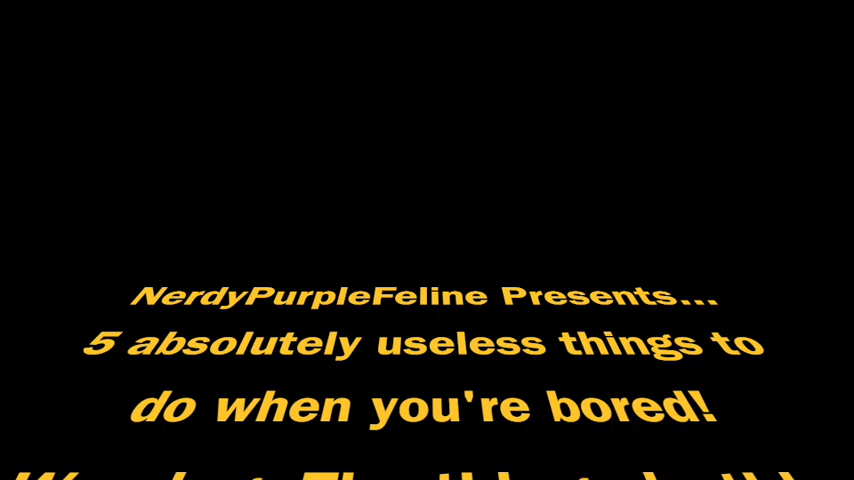 NerdyPurpleFeline Presents...
5 absolutely useless things to
do when you're bored!